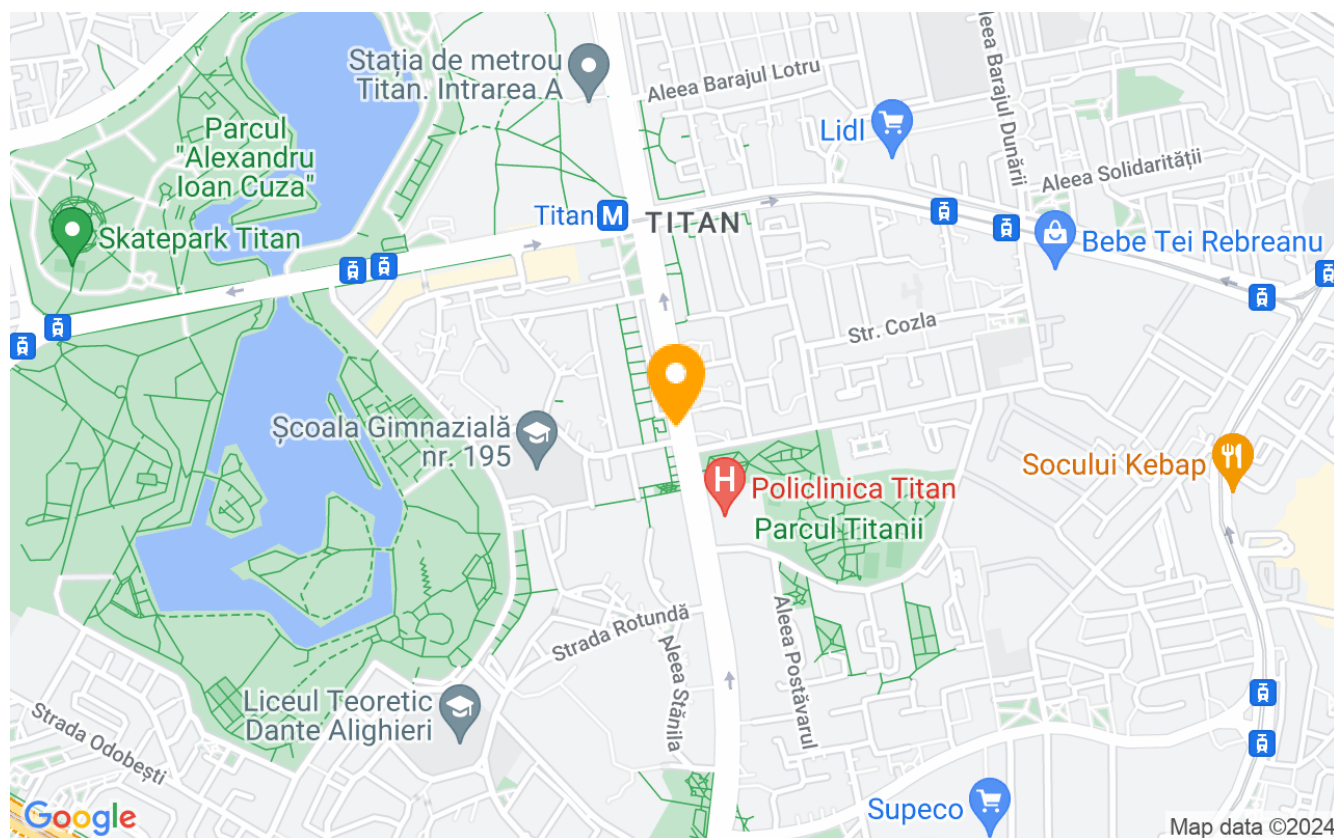 Stația de metrou
Titan. Intrarea A
Aleea Barajul Lotru
Aleea Barajul Dunării
Lidl
Parcul
"Alexandru
Ioan Cuza"
Aleea Solidarității
Titan
M
TITAN
Skatepark Titan
Bebe Tei Rebreanu
Str. Cozla
Școala Gimnazială
nr. 195
Soculuі Kebap
H
Policlinica Titan
Parcul Titanii
Strada Rotundă
Aleea Stănila
Aleea Postăvarul
Liceul Teoretic
Dante Alighieri
Strada Odobești
Supeco
Google
Map data ©2024